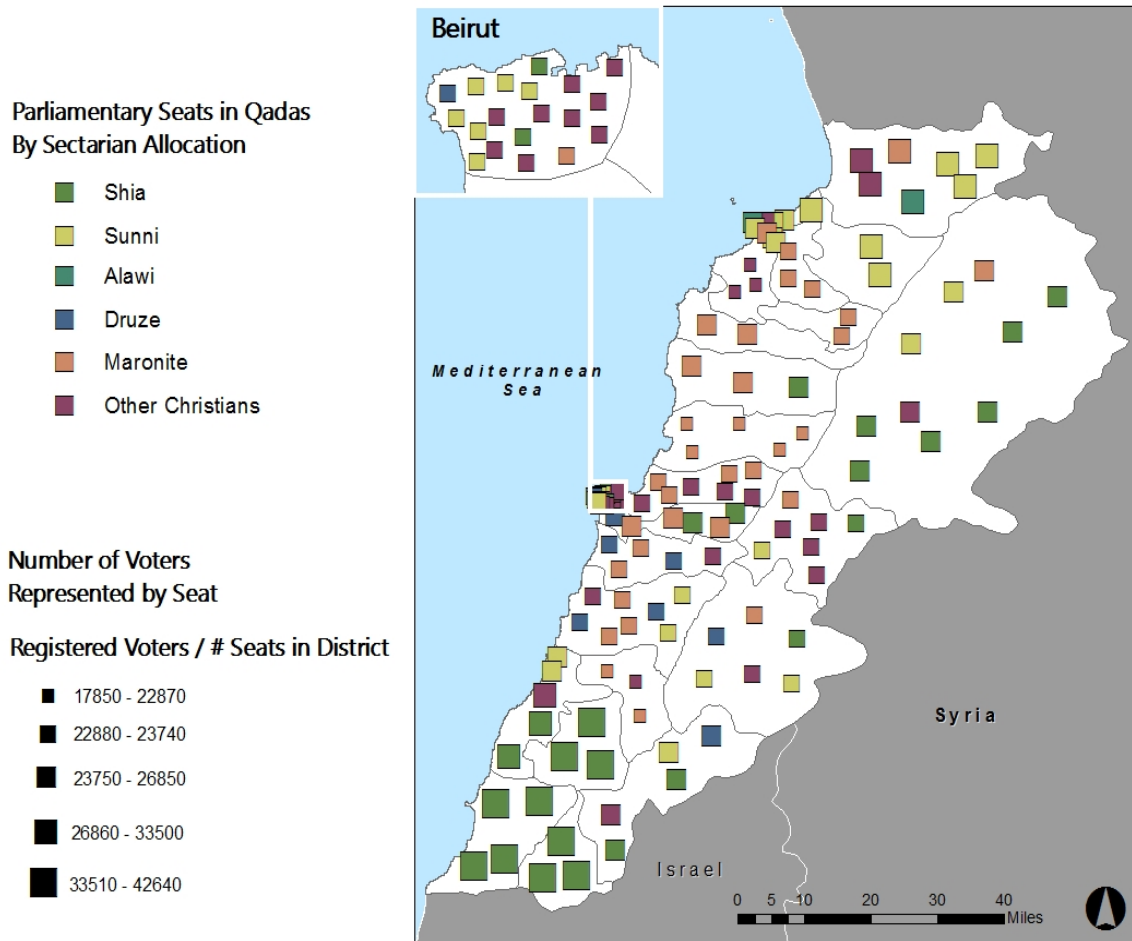 Beirut
Parliamentary Seats in Qadas
By Sectarian Allocation
Shia
Sunni
Alawi
Druze
Maronite
Other Christians
Mediterranean
Sea
Number of Voters
Represented by Seat
Registered Voters / # Seats in District
17850 - 22870
22880 - 23740
23750 - 26850
26860 - 33500
33510 - 42640
Syria
Israel
0 5 10 20 30 40
Miles